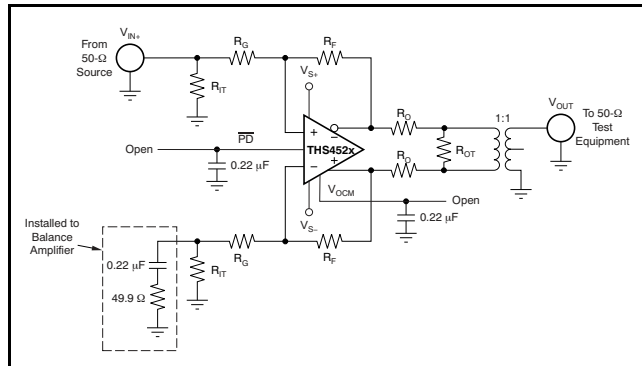 V_IN+
From
50-Ω
Source
R_G
R_F
R_IT
V_S+
PD
Open
0.22 μF
+
−
THS452x
−
+
V_OCM
V_S−
R_O
R_O
R_OT
1:1
V_OUT
To 50-Ω
Test
Equipment
Open
0.22 μF
Installed to
Balance
Amplifier
0.22 μF
49.9 Ω
R_IT
R_G
R_F